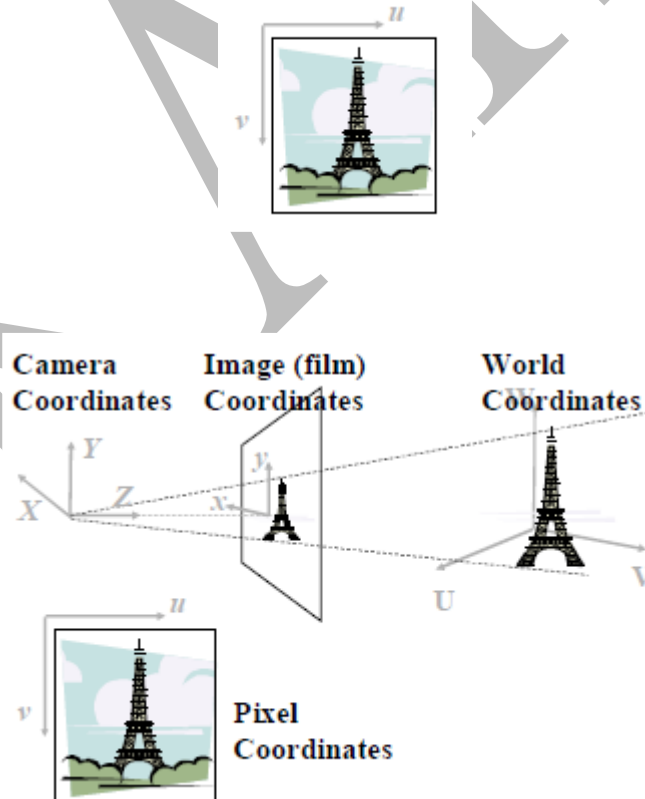 u
v
Camera
Coordinates
Image (film)
Coordinates
World
Coordinates
W
Y
X
Z
y
x
U
V
u
v
Pixel
Coordinates